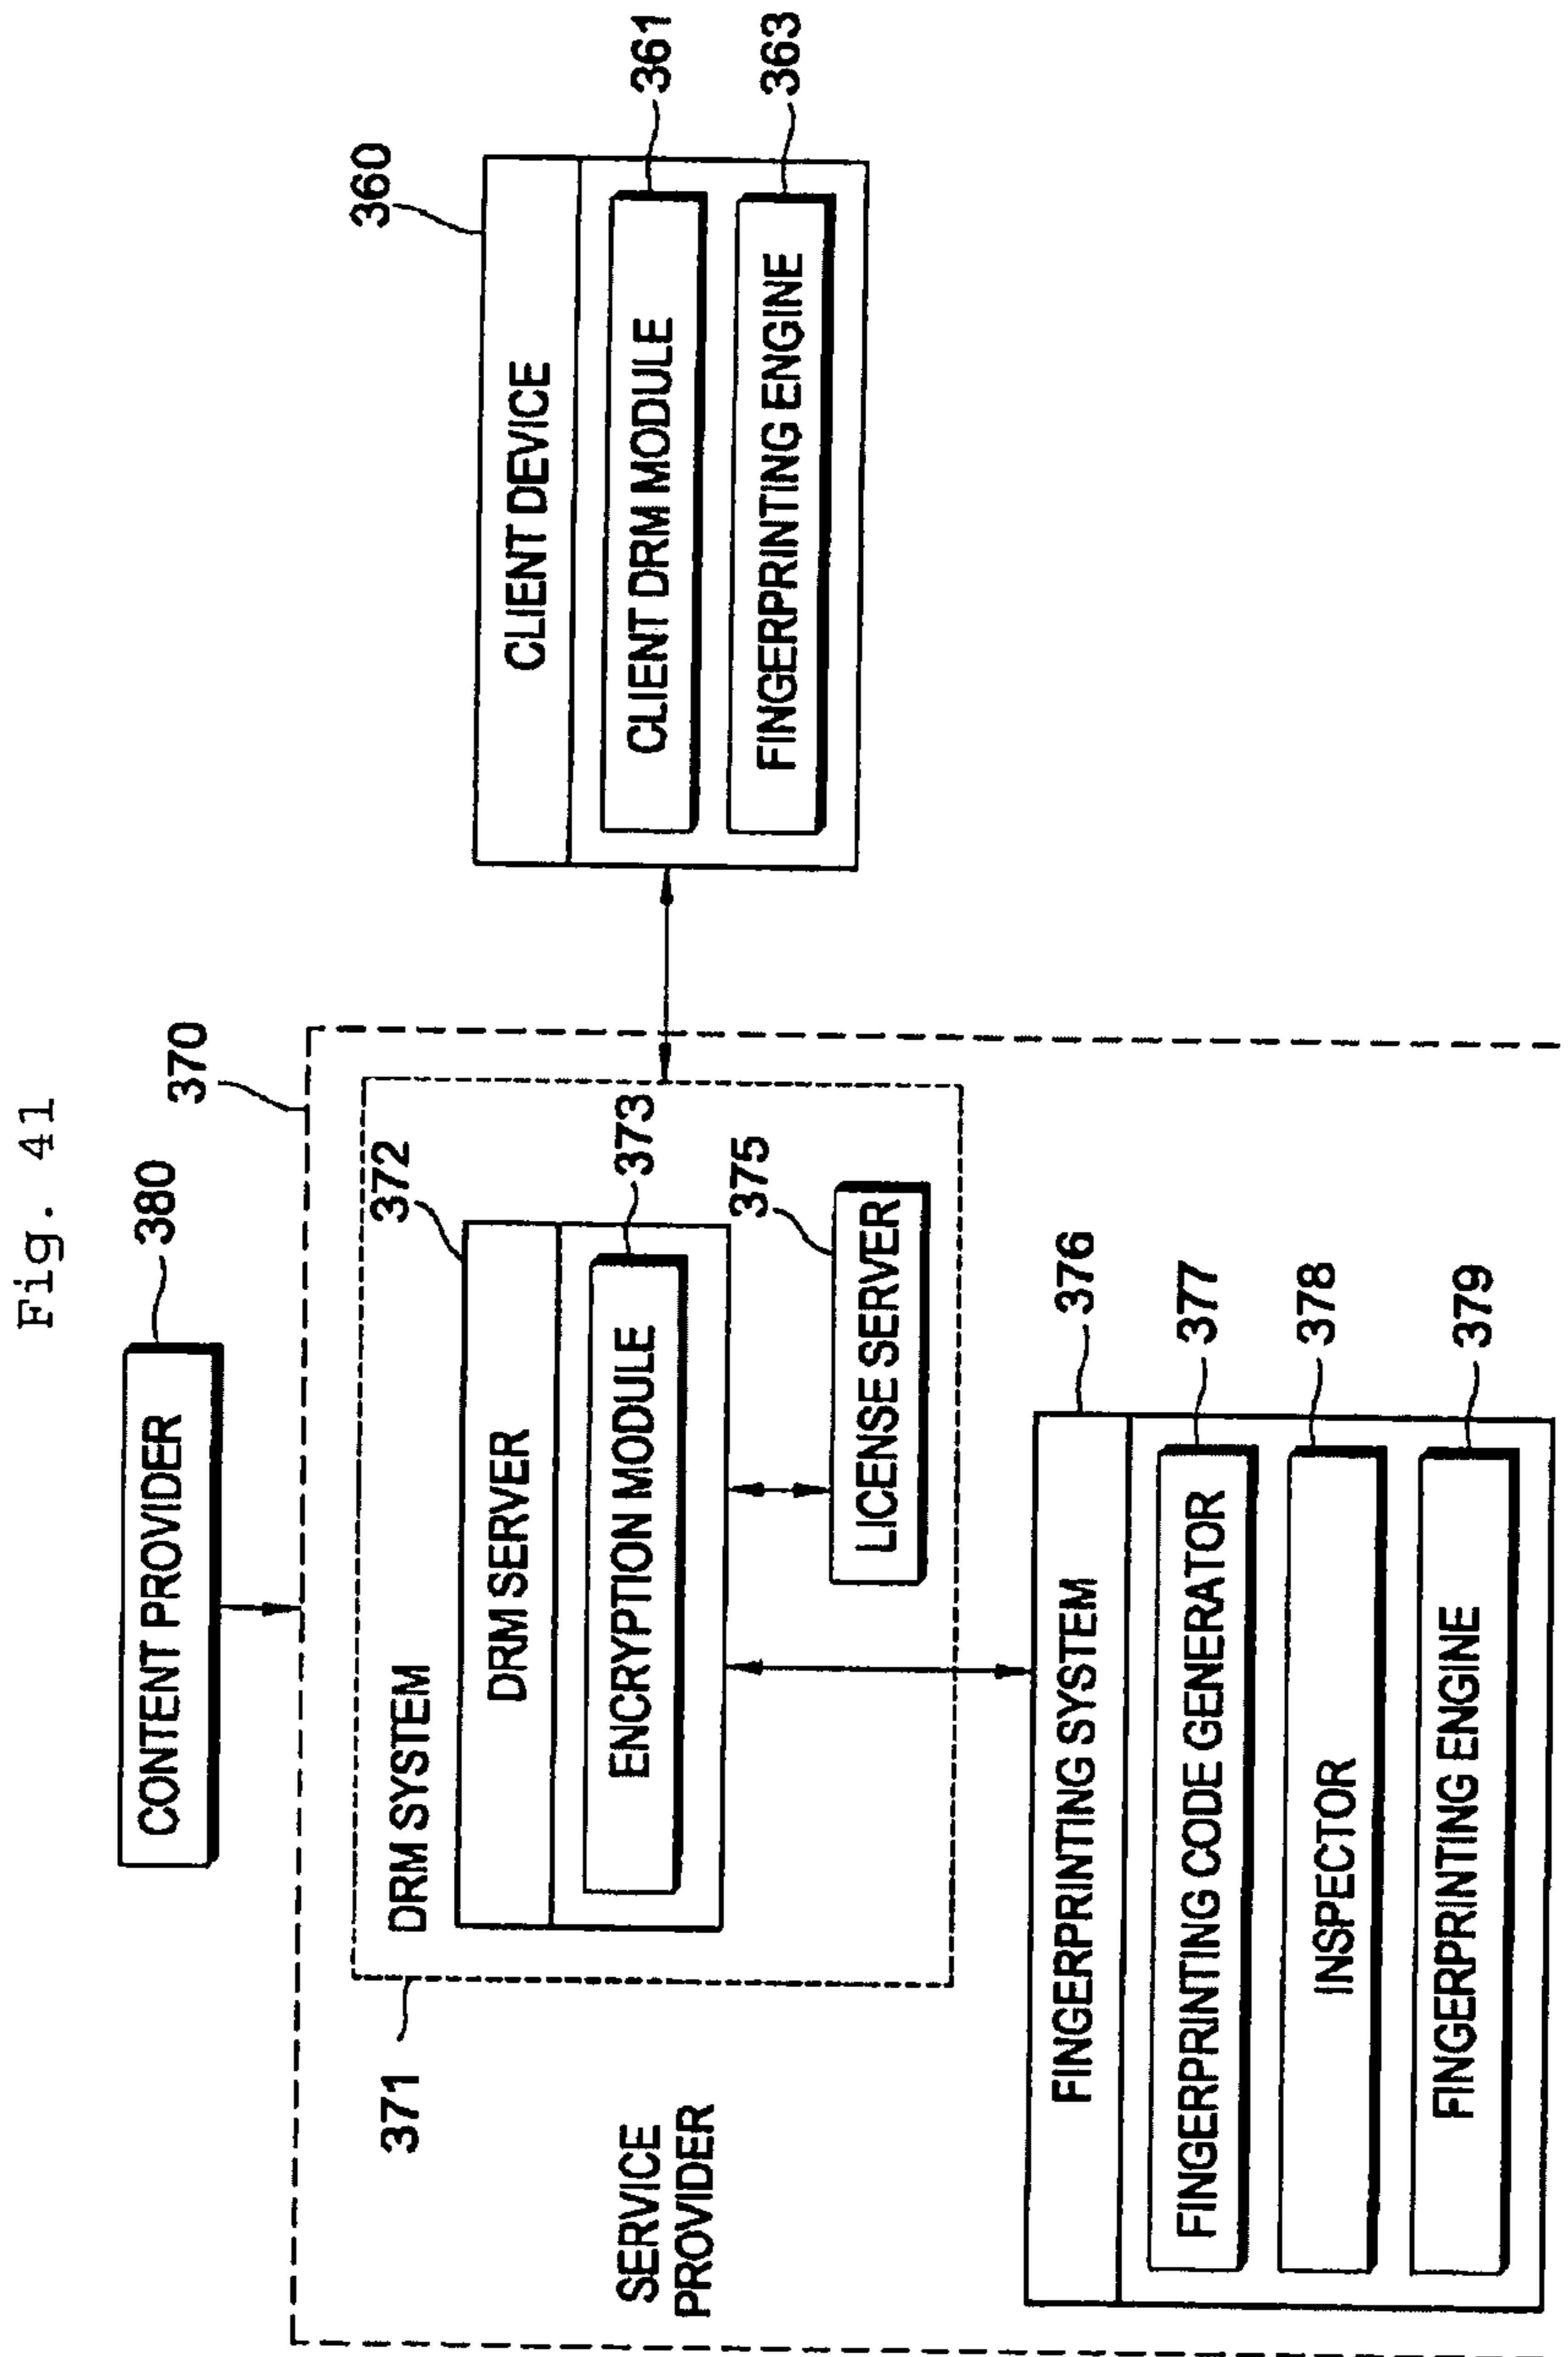 Fig. 41
CONTENT PROVIDER
380
370
SERVICE
PROVIDER
371
DRM SYSTEM
372
DRM SERVER
373
ENCRYPTION MODULE
375
LICENSE SERVER
376
FINGERPRINTING SYSTEM
377
FINGERPRINTING CODE GENERATOR
378
INSPECTOR
379
FINGERPRINTING ENGINE
360
CLIENT DEVICE
361
CLIENT DRM MODULE
363
FINGERPRINTING ENGINE